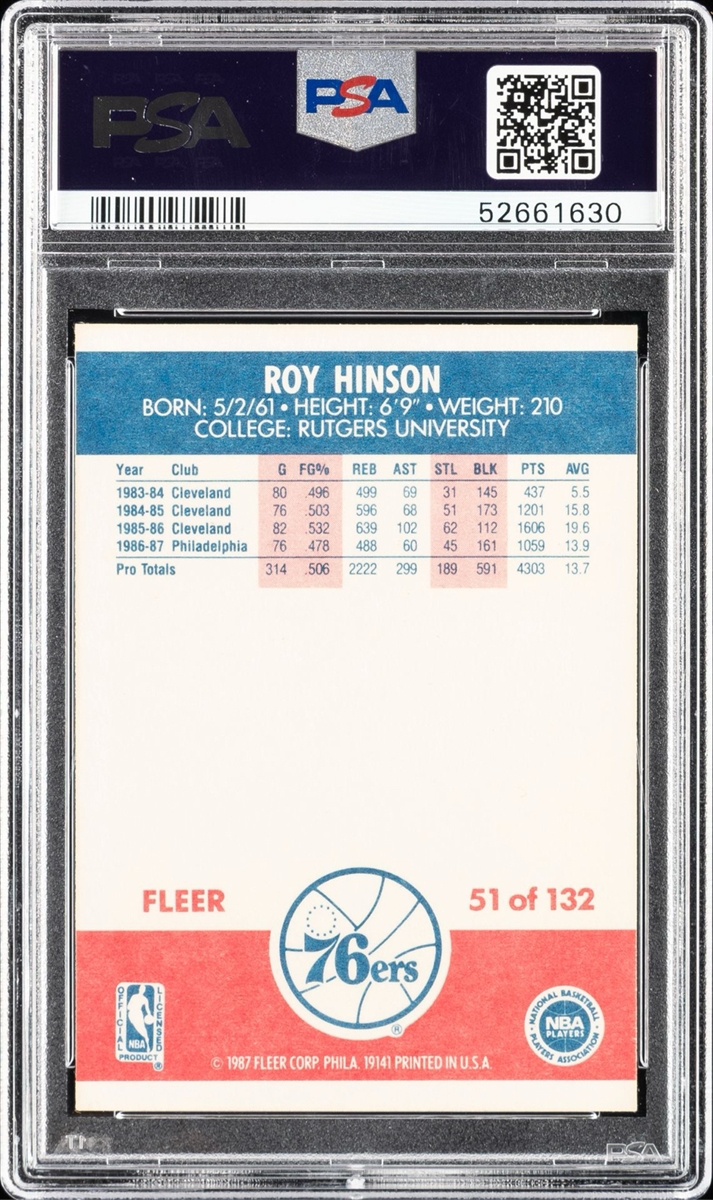 PSA
PSA
52661630
ROY HINSON
BORN: 5/2/61 • HEIGHT: 6'9" • WEIGHT: 210
COLLEGE: RUTGERS UNIVERSITY
Year Club G FG% REB AST STL BLK PTS AVG
1983-84 Cleveland 80 .496 499 69 31 145 437 5.5
1984-85 Cleveland 76 .503 596 68 51 173 1201 15.8
1985-86 Cleveland 82 .532 639 102 62 112 1606 19.6
1986-87 Philadelphia 76 .478 488 60 45 161 1059 13.9
Pro Totals 314 .506 2222 299 189 591 4303 13.7
FLEER
51 of 132
76ers
®
OFFICIAL LICENSED
NBA
PRODUCT ®
NATIONAL BASKETBALL
NBA
PLAYERS
PLAYERS ASSOCIATION
© 1987 FLEER CORP. PHILA. 19141 PRINTED IN U.S.A.
PSA